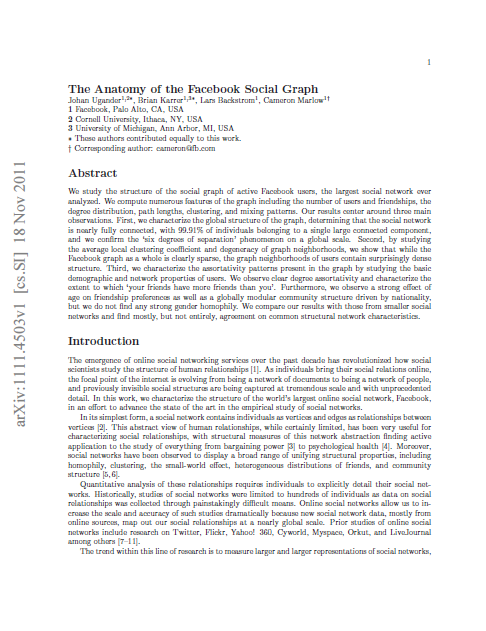 1
The Anatomy of the Facebook Social Graph
Johan Ugander1,2*, Brian Karrer1,3*, Lars Backstrom1, Cameron Marlow1†
1 Facebook, Palo Alto, CA, USA
2 Cornell University, Ithaca, NY, USA
3 University of Michigan, Ann Arbor, MI, USA
* These authors contributed equally to this work.
† Corresponding author: cameron@fb.com
Abstract
We study the structure of the social graph of active Facebook users, the largest social network ever
analyzed. We compute numerous features of the graph including the number of users and friendships, the
degree distribution, path lengths, clustering, and mixing patterns. Our results center around three main
observations. First, we characterize the global structure of the graph, determining that the social network
is nearly fully connected, with 99.91% of individuals belonging to a single large connected component,
and we confirm the 'six degrees of separation' phenomenon on a global scale. Second, by studying
the average local clustering coefficient and degeneracy of graph neighborhoods, we show that while the
Facebook graph as a whole is clearly sparse, the graph neighborhoods of users contain surprisingly dense
structure. Third, we characterize the assortativity patterns present in the graph by studying the basic
demographic and network properties of users. We observe clear degree assortativity and characterize the
extent to which 'your friends have more friends than you'. Furthermore, we observe a strong effect of
age on friendship preferences as well as a globally modular community structure driven by nationality,
but we do not find any strong gender homophily. We compare our results with those from smaller social
networks and find mostly, but not entirely, agreement on common structural network characteristics.
Introduction
The emergence of online social networking services over the past decade has revolutionized how social
scientists study the structure of human relationships [1]. As individuals bring their social relations online,
the focal point of the internet is evolving from being a network of documents to being a network of people,
and previously invisible social structures are being captured at tremendous scale and with unprecedented
detail. In this work, we characterize the structure of the world's largest online social network, Facebook,
in an effort to advance the state of the art in the empirical study of social networks.
In its simplest form, a social network contains individuals as vertices and edges as relationships between
vertices [2]. This abstract view of human relationships, while certainly limited, has been very useful for
characterizing social relationships, with structural measures of this network abstraction finding active
application to the study of everything from bargaining power [3] to psychological health [4]. Moreover,
social networks have been observed to display a broad range of unifying structural properties, including
homophily, clustering, the small-world effect, heterogeneous distributions of friends, and community
structure [5, 6].
Quantitative analysis of these relationships requires individuals to explicitly detail their social net-
works. Historically, studies of social networks were limited to hundreds of individuals as data on social
relationships was collected through painstakingly difficult means. Online social networks allow us to in-
crease the scale and accuracy of such studies dramatically because new social network data, mostly from
online sources, map out our social relationships at a nearly global scale. Prior studies of online social
networks include research on Twitter, Flickr, Yahoo! 360, Cyworld, Myspace, Orkut, and LiveJournal
among others [7–11].
The trend within this line of research is to measure larger and larger representations of social networks,
arXiv:1111.4503v1 [cs.SI] 18 Nov 2011